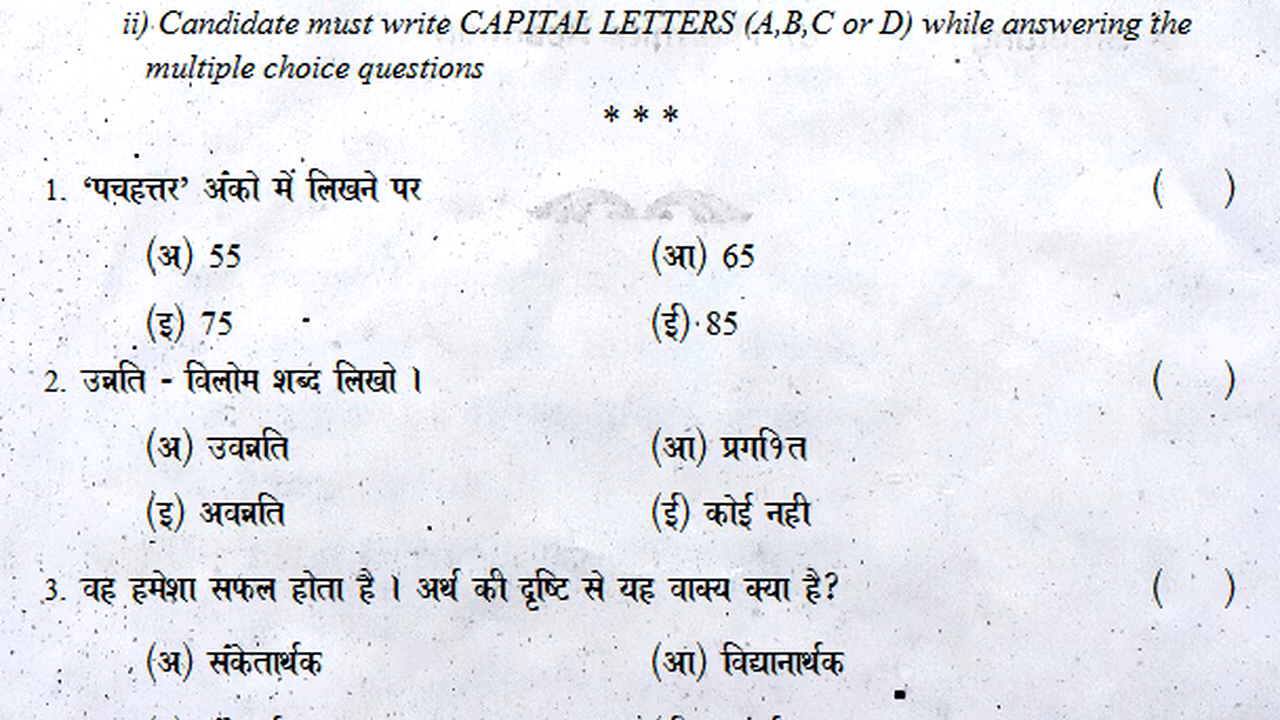 ii) Candidate must write CAPITAL LETTERS (A,B,C or D) while answering the
multiple choice questions
* * *
1. ‘पचहत्तर’ अंको में लिखने पर ( )
(अ) 55 (आ) 65
(इ) 75 (ई) 85
2. उन्नति - विलोम शब्द लिखो । ( )
(अ) उवन्नति (आ) प्रगति
(इ) अवन्नति (ई) कोई नही
3. वह हमेशा सफल होता है । अर्थ की दृष्टि से यह वाक्य क्या है? ( )
(अ) संकेतार्थक (आ) विद्यानार्थक